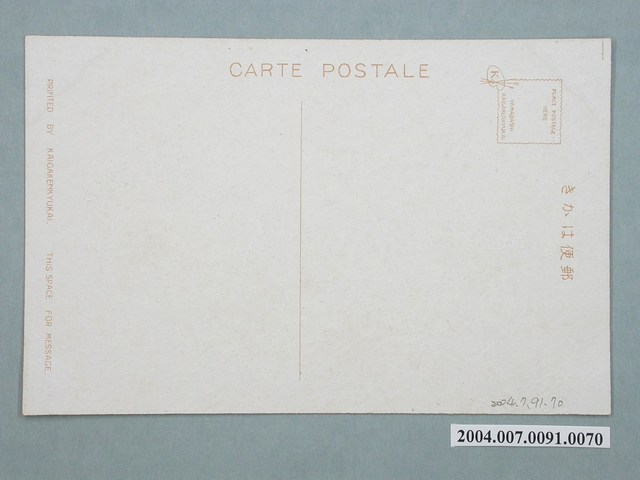 CARTE POSTALE
K
PLACE POSTAGE
HERE
PRINTED BY KAIGAKENKYUKAI. THIS SPACE FOR MESSAGE.
きかは便郵
2004.7.91-70
2004.007.0091.0070